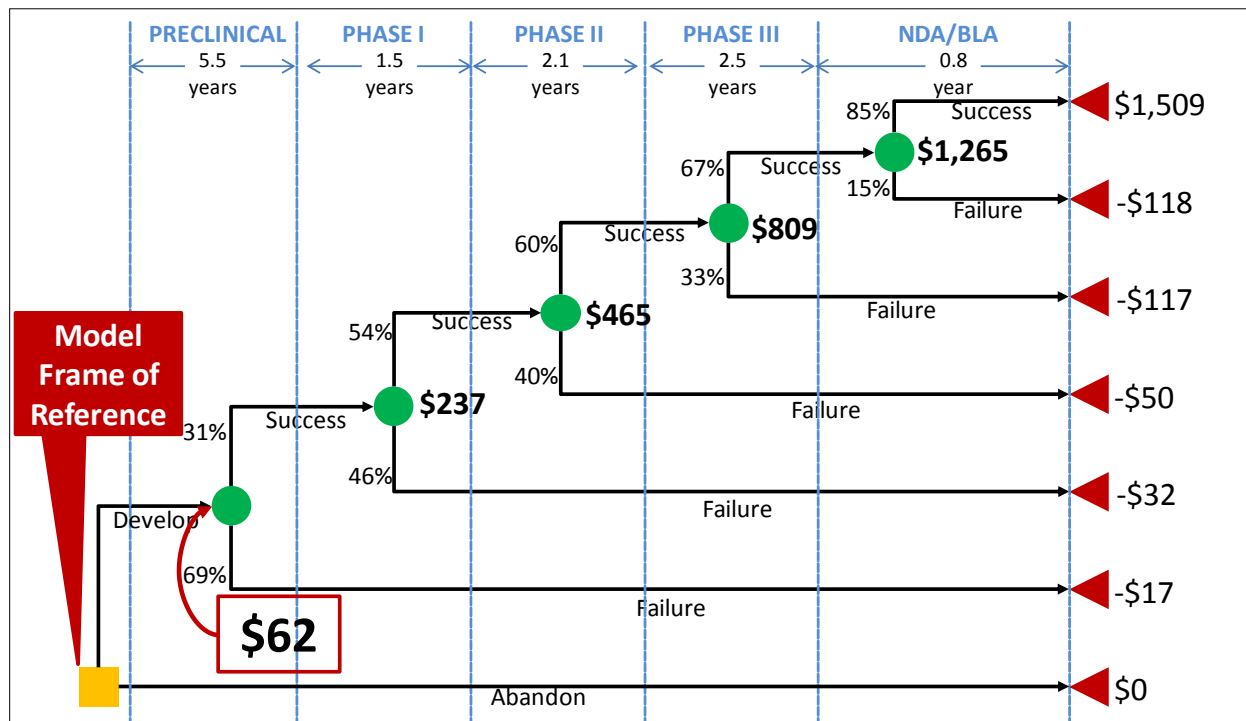 PRECLINICAL PHASE I PHASE II PHASE III NDA/BLA
5.5 1.5 2.1 2.5 0.8
years years years years year
85% Success $1,509
$1,265
67% Success 15% Failure -$118
$809
60% Success
33% Failure -$117
$465
54% Success
40% Failure -$50
Model
Frame of
Reference
$237
31% Success
46% Failure -$32
Develop
69% Failure -$17
$62
Abandon $0